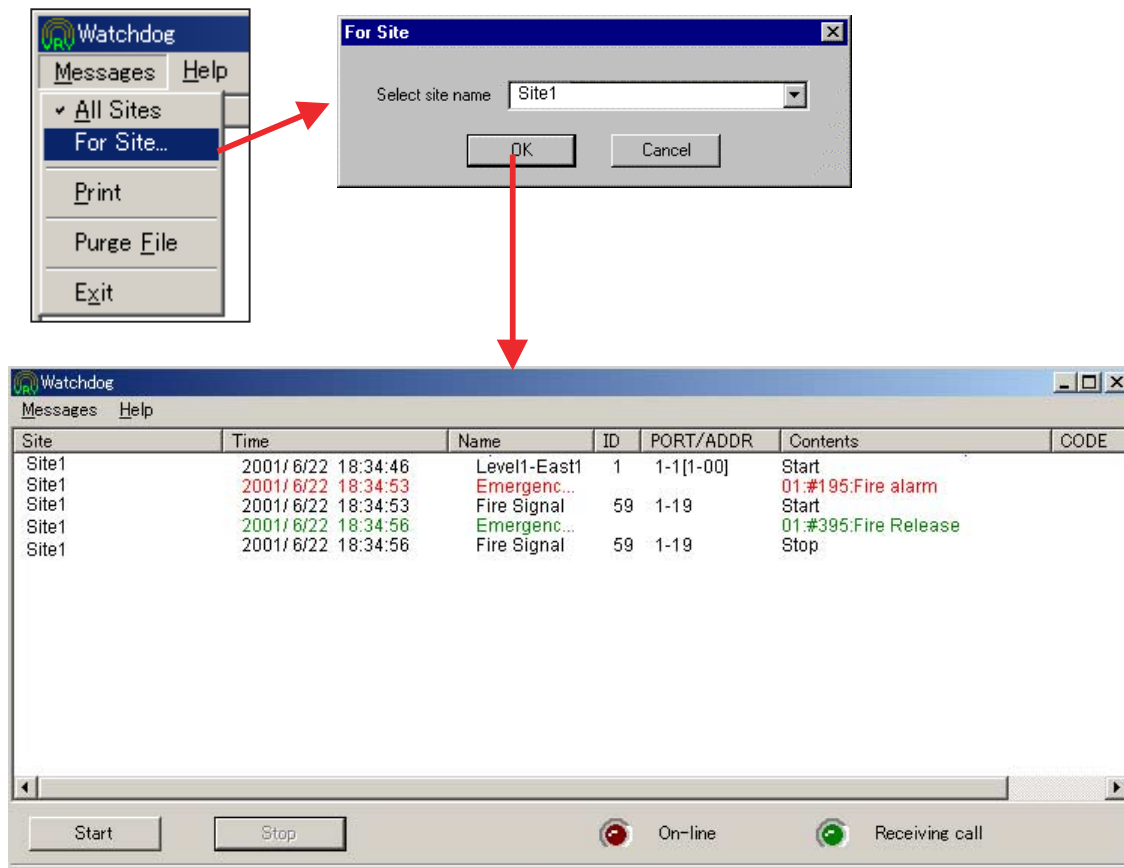 Watchdog
Messages Help
All Sites
For Site...
Print
Purge File
Exit
For Site
Select site name Site1
OK Cancel
Watchdog
Messages Help
Site Time Name ID PORT/ADDR Contents CODE
Site1 2001/ 6/22 18:34:46 Level1-East1 1 1-1[1-00] Start
Site1 2001/ 6/22 18:34:53 Emergenc... 01:#195:Fire alarm
Site1 2001/ 6/22 18:34:53 Fire Signal 59 1-19 Start
Site1 2001/ 6/22 18:34:56 Emergenc... 01:#395:Fire Release
Site1 2001/ 6/22 18:34:56 Fire Signal 59 1-19 Stop
Start Stop On-line Receiving call